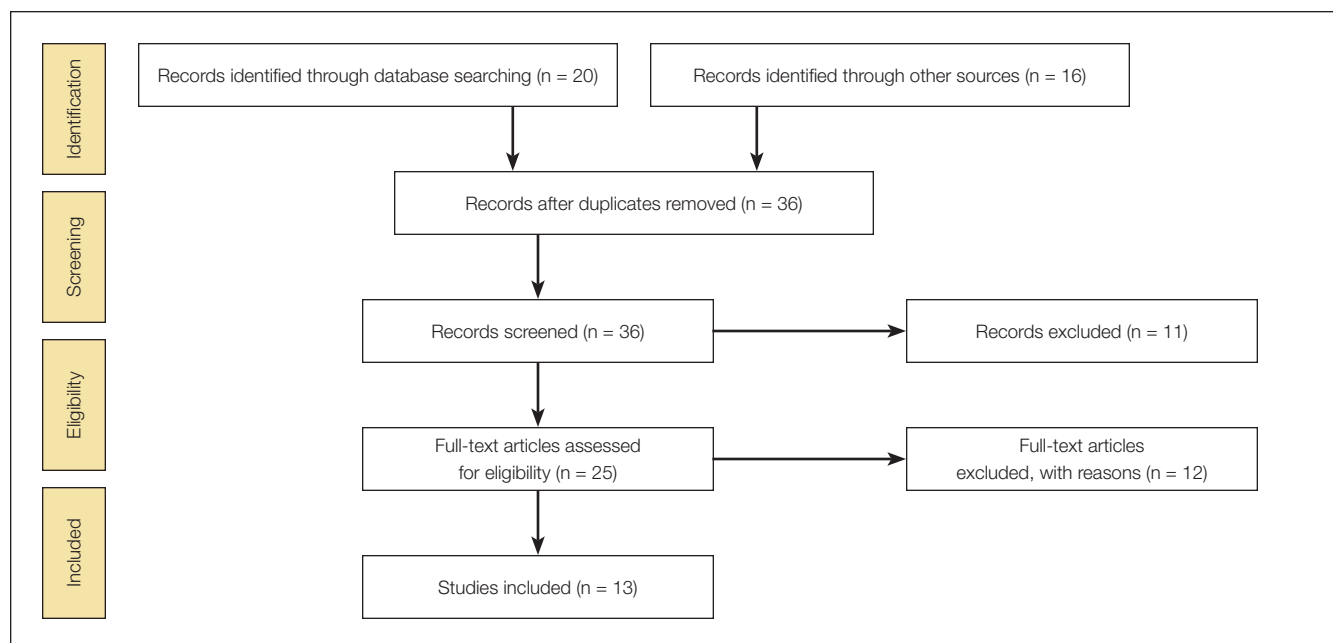 Identification
Records identified through database searching (n = 20)
Records identified through other sources (n = 16)
Records after duplicates removed (n = 36)
Screening
Records screened (n = 36)
Records excluded (n = 11)
Eligibility
Full-text articles assessed
for eligibility (n = 25)
Full-text articles
excluded, with reasons (n = 12)
Included
Studies included (n = 13)